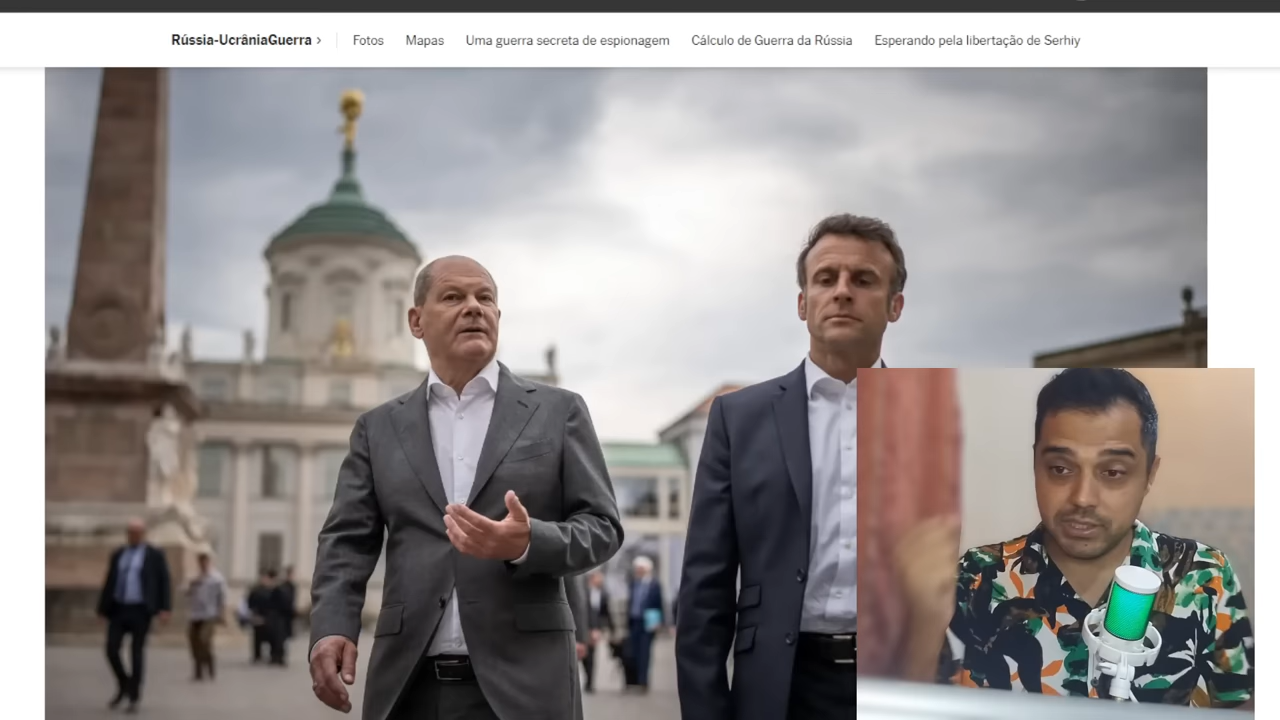 Rússia-UcrâniaGuerra › Fotos Mapas Uma guerra secreta de espionagem Cálculo de Guerra da Rússia Esperando pela libertação de Serhiy